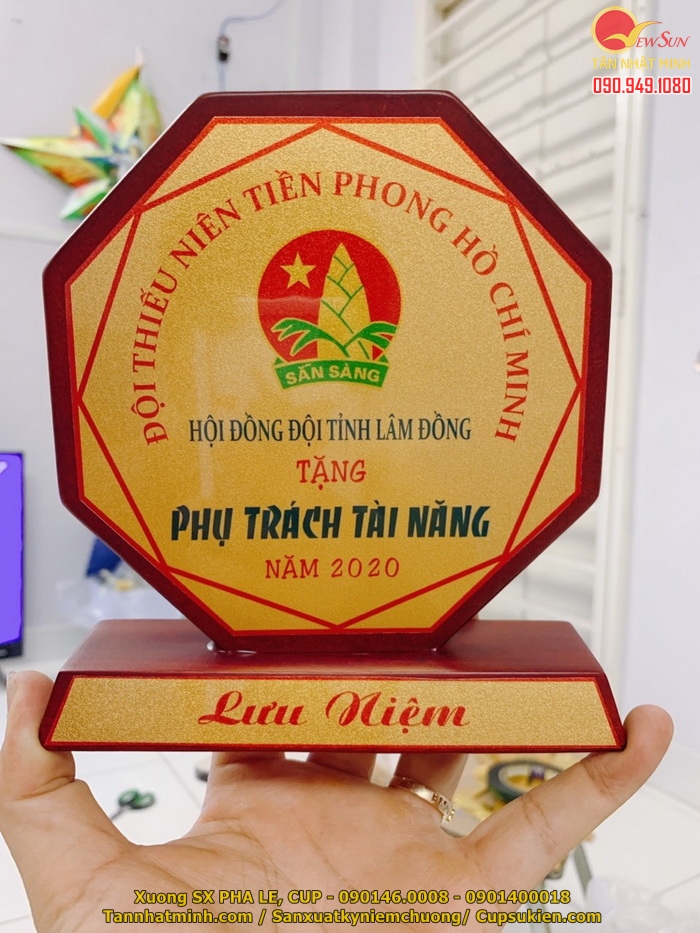 NEWSUN
TÂN NHẬT MINH
090.949.1080
ĐỘI THIẾU NIÊN TIỀN PHONG HỒ CHÍ MINH
SẴN SÀNG
HỘI ĐỒNG ĐỘI TỈNH LÂM ĐỒNG
TẶNG
PHỤ TRÁCH TÀI NĂNG
NĂM 2020
Lưu Niệm
Xuong SX PHA LE, CUP - 090146.0008 - 0901400018
Tannhatminh.com / Sanxuatkyniemchuong/ Cupsukien.com